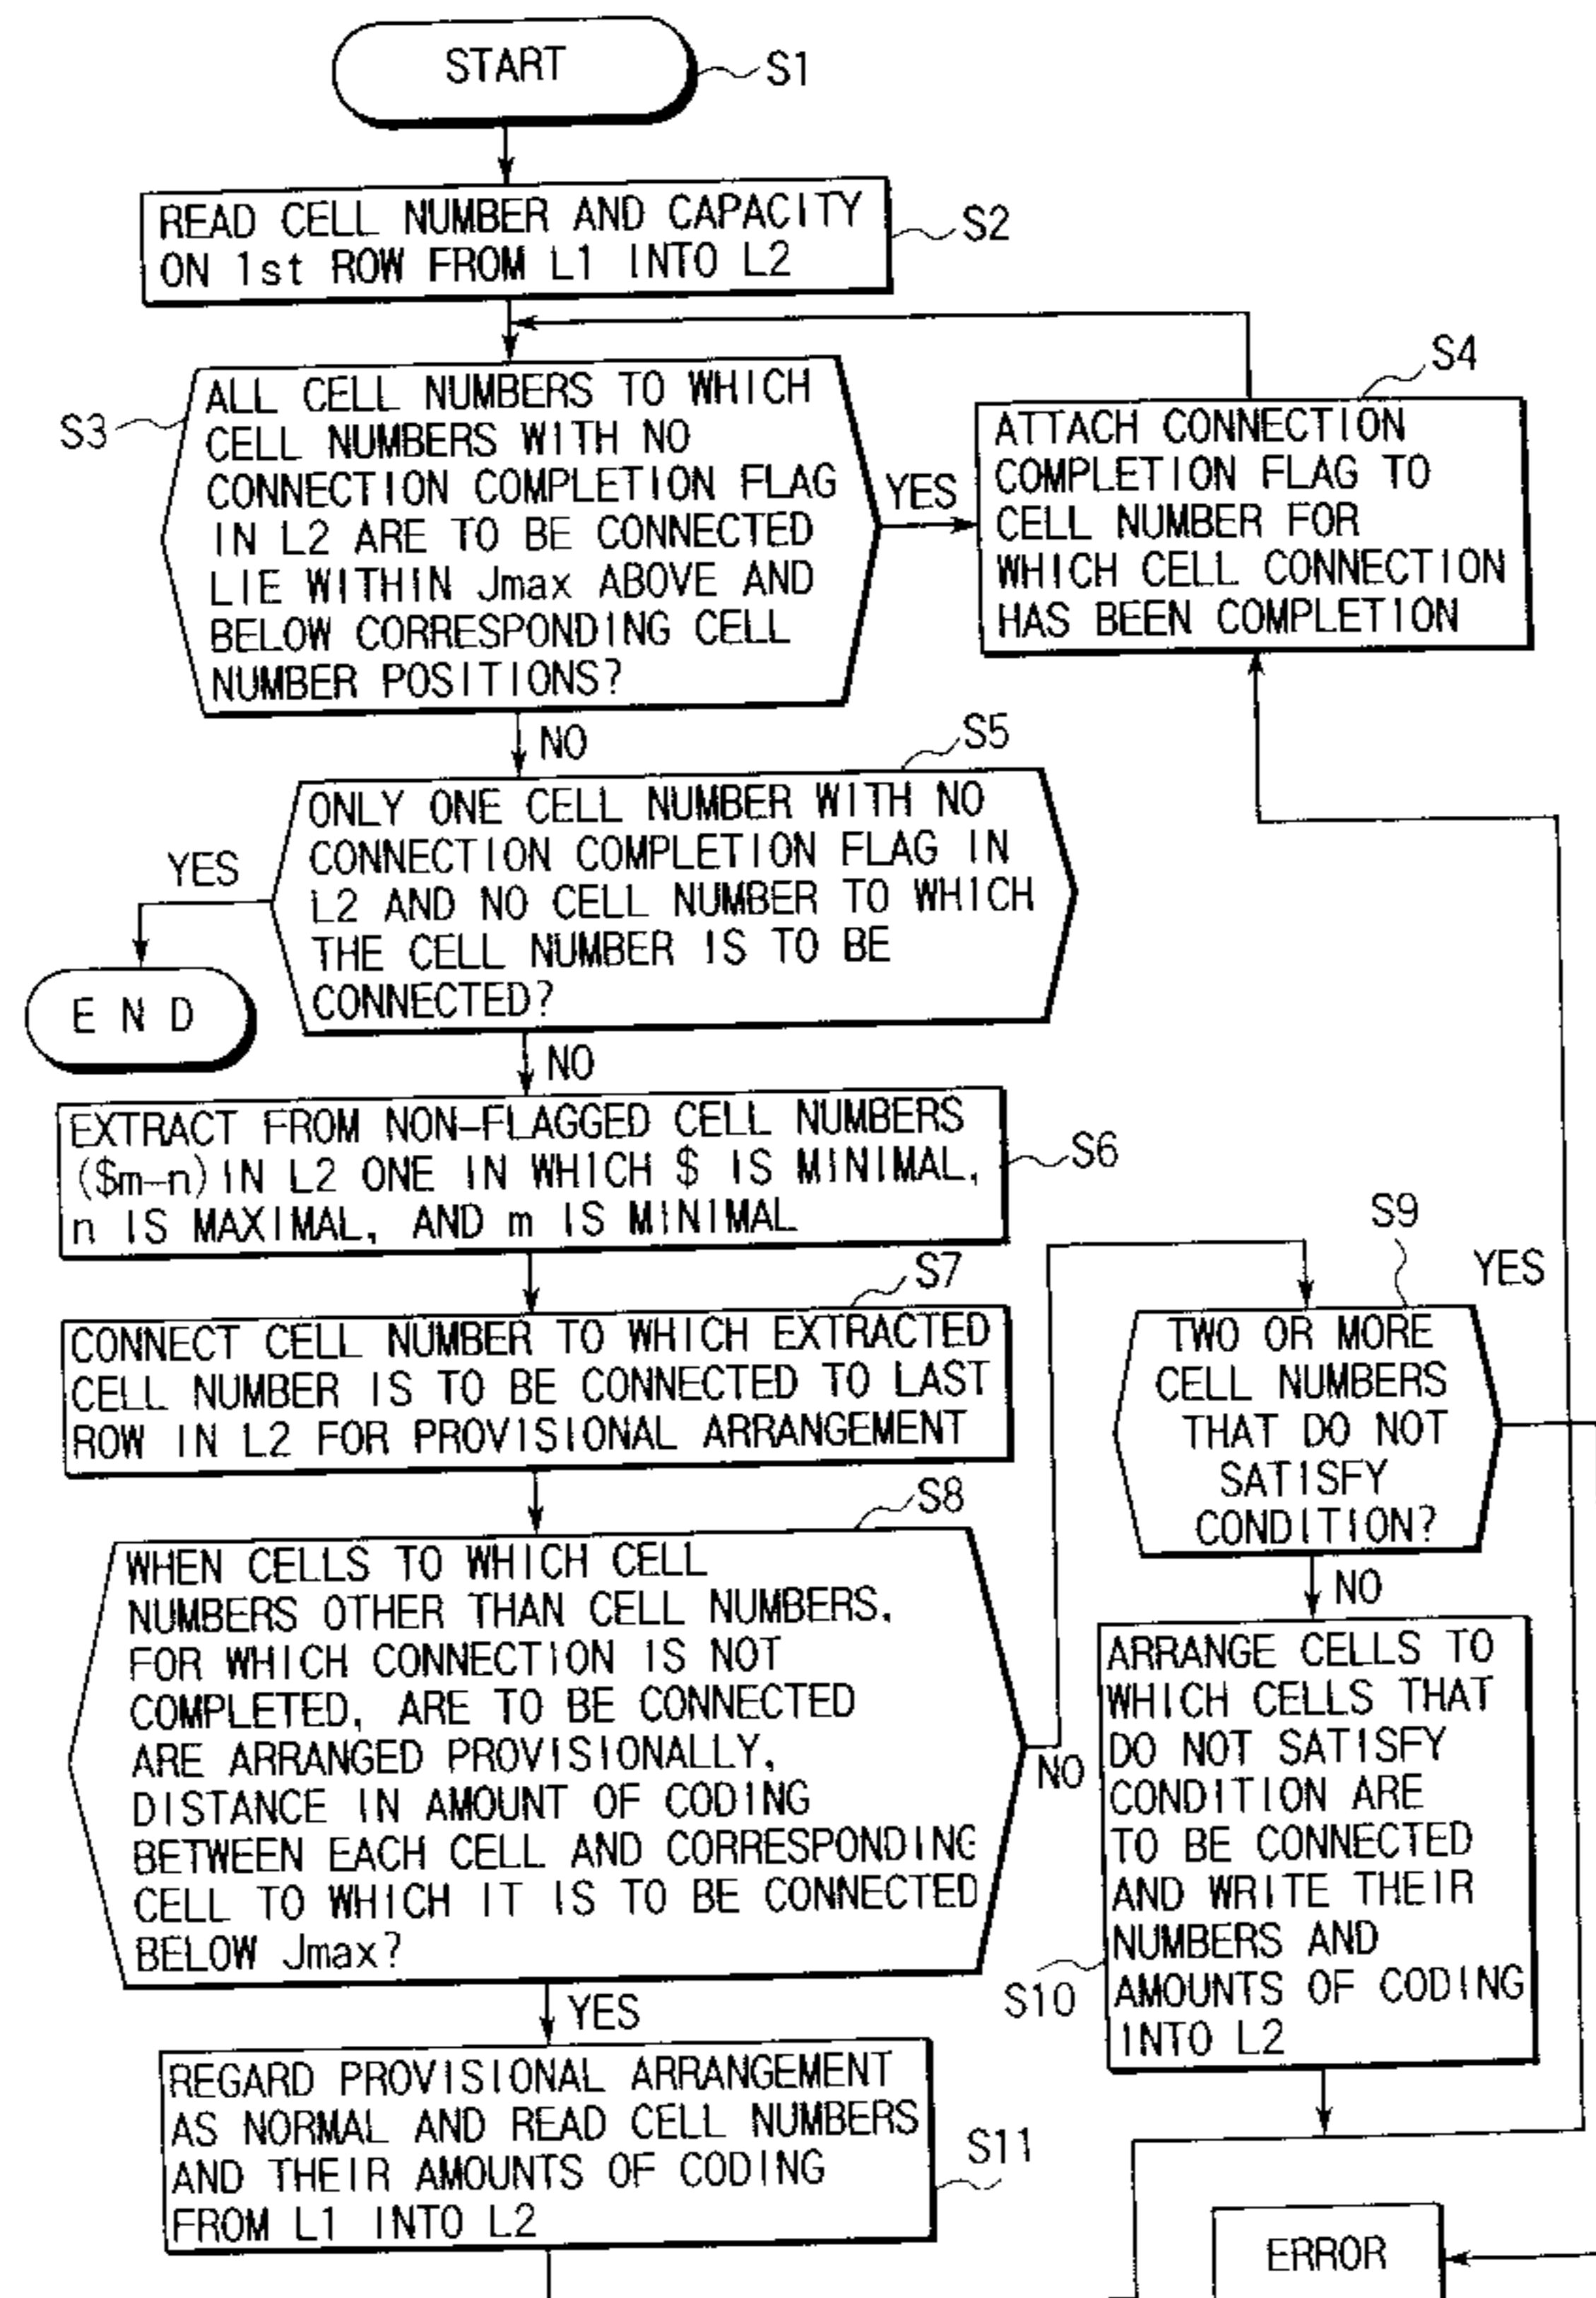 START
S1
READ CELL NUMBER AND CAPACITY
ON 1st ROW FROM L1 INTO L2
S2
S3
ALL CELL NUMBERS TO WHICH
CELL NUMBERS WITH NO
CONNECTION COMPLETION FLAG
IN L2 ARE TO BE CONNECTED
LIE WITHIN Jmax ABOVE AND
BELOW CORRESPONDING CELL
NUMBER POSITIONS?
YES
S4
ATTACH CONNECTION
COMPLETION FLAG TO
CELL NUMBER FOR
WHICH CELL CONNECTION
HAS BEEN COMPLETION
NO
S5
ONLY ONE CELL NUMBER WITH NO
CONNECTION COMPLETION FLAG IN
L2 AND NO CELL NUMBER TO WHICH
THE CELL NUMBER IS TO BE
CONNECTED?
YES
E N D
NO
EXTRACT FROM NON-FLAGGED CELL NUMBERS
($m-n) IN L2 ONE IN WHICH $ IS MINIMAL,
n IS MAXIMAL, AND m IS MINIMAL
S6
S7
CONNECT CELL NUMBER TO WHICH EXTRACTED
CELL NUMBER IS TO BE CONNECTED TO LAST
ROW IN L2 FOR PROVISIONAL ARRANGEMENT
S8
WHEN CELLS TO WHICH CELL
NUMBERS OTHER THAN CELL NUMBERS,
FOR WHICH CONNECTION IS NOT
COMPLETED, ARE TO BE CONNECTED
ARE ARRANGED PROVISIONALLY,
DISTANCE IN AMOUNT OF CODING
BETWEEN EACH CELL AND CORRESPONDING
CELL TO WHICH IT IS TO BE CONNECTED
BELOW Jmax?
NO
S9
YES
TWO OR MORE
CELL NUMBERS
THAT DO NOT
SATISFY
CONDITION?
NO
ARRANGE CELLS TO
WHICH CELLS THAT
DO NOT SATISFY
CONDITION ARE
TO BE CONNECTED
AND WRITE THEIR
NUMBERS AND
AMOUNTS OF CODING
INTO L2
S10
YES
REGARD PROVISIONAL ARRANGEMENT
AS NORMAL AND READ CELL NUMBERS
AND THEIR AMOUNTS OF CODING
FROM L1 INTO L2
S11
ERROR